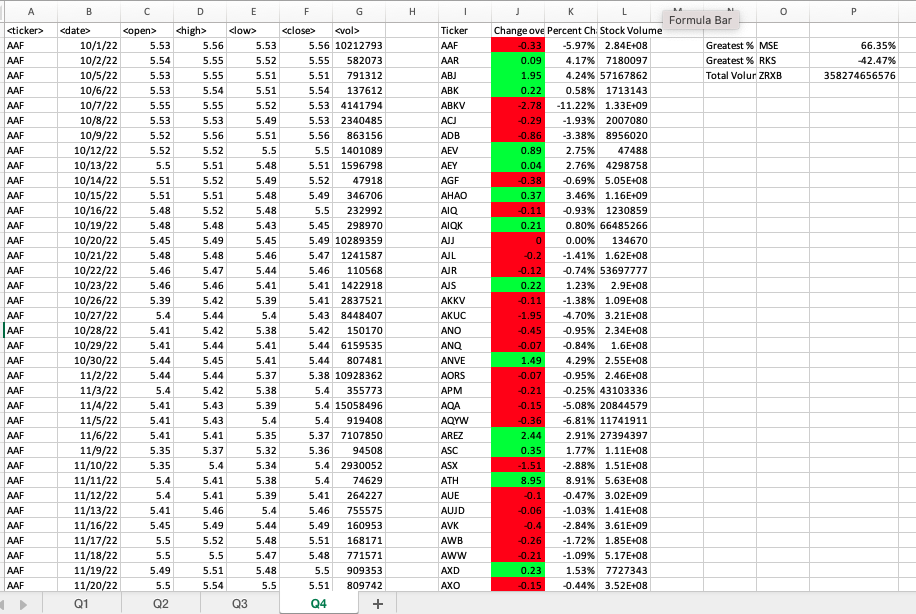 A B C D E F G H I J K L M N O P
Formula Bar
<ticker> <date> <open> <high> <low> <close> <vol> Ticker Change ove Percent Ch Stock Volume
AAF 10/1/22 5.53 5.56 5.53 5.56 10212793 AAF -0.33 -5.97% 2.84E+08 Greatest % MSE 66.35%
AAF 10/2/22 5.54 5.55 5.52 5.55 582073 AAR 0.09 4.17% 7180097 Greatest % RKS -42.47%
AAF 10/5/22 5.53 5.55 5.51 5.51 791312 ABJ 1.95 4.24% 57167862 Total Volur ZRXB 358274656576
AAF 10/6/22 5.53 5.54 5.51 5.54 137612 ABK 0.22 0.58% 1713143
AAF 10/7/22 5.55 5.55 5.52 5.53 4141794 ABKV -2.78 -11.22% 1.33E+09
AAF 10/8/22 5.53 5.53 5.49 5.53 2340485 ACJ -0.29 -1.93% 2007080
AAF 10/9/22 5.52 5.56 5.51 5.56 863156 ADB -0.86 -3.38% 8956020
AAF 10/12/22 5.52 5.52 5.5 5.5 1401089 AEV 0.89 2.75% 47488
AAF 10/13/22 5.5 5.51 5.48 5.51 1596798 AEY 0.04 2.76% 4298758
AAF 10/14/22 5.51 5.52 5.49 5.52 47918 AGF -0.38 -0.69% 5.05E+08
AAF 10/15/22 5.51 5.51 5.48 5.49 346706 AHAO 0.37 3.46% 1.16E+09
AAF 10/16/22 5.48 5.52 5.48 5.5 232992 AIQ -0.11 -0.93% 1230859
AAF 10/19/22 5.48 5.48 5.43 5.45 298970 AIQK 0.21 0.80% 66485266
AAF 10/20/22 5.45 5.49 5.45 5.49 10289359 AJJ 0 0.00% 134670
AAF 10/21/22 5.48 5.48 5.46 5.47 1241587 AJL -0.2 -1.41% 1.62E+08
AAF 10/22/22 5.46 5.47 5.44 5.46 110568 AJR -0.12 -0.74% 53697777
AAF 10/23/22 5.46 5.46 5.41 5.41 1422918 AJS 0.22 1.23% 2.9E+08
AAF 10/26/22 5.39 5.42 5.39 5.41 2837521 AKKV -0.11 -1.38% 1.09E+08
AAF 10/27/22 5.4 5.44 5.4 5.43 8448407 AKUC -1.95 -4.70% 3.21E+08
AAF 10/28/22 5.41 5.42 5.38 5.42 150170 ANO -0.45 -0.95% 2.34E+08
AAF 10/29/22 5.41 5.44 5.41 5.44 6159535 ANQ -0.07 -0.84% 1.6E+08
AAF 10/30/22 5.44 5.45 5.41 5.44 807481 ANVE 1.49 4.29% 2.55E+08
AAF 11/2/22 5.44 5.44 5.37 5.38 10928362 AORS -0.07 -0.95% 2.46E+08
AAF 11/3/22 5.4 5.42 5.38 5.4 355773 APM -0.21 -0.25% 43103336
AAF 11/4/22 5.41 5.43 5.39 5.4 15058496 AQA -0.15 -5.08% 20844579
AAF 11/5/22 5.41 5.43 5.4 5.4 919408 AQYW -0.36 -6.81% 11741911
AAF 11/6/22 5.41 5.41 5.35 5.37 7107850 AREZ 2.44 2.91% 27394397
AAF 11/9/22 5.35 5.37 5.32 5.36 94508 ASC 0.35 1.77% 1.11E+08
AAF 11/10/22 5.35 5.4 5.34 5.4 2930052 ASX -1.51 -2.88% 1.51E+08
AAF 11/11/22 5.4 5.41 5.38 5.4 74629 ATH 8.95 8.91% 5.63E+08
AAF 11/12/22 5.4 5.41 5.39 5.41 264227 AUE -0.1 -0.47% 3.02E+09
AAF 11/13/22 5.41 5.46 5.4 5.46 755575 AUJD -0.06 -1.03% 1.41E+08
AAF 11/16/22 5.45 5.49 5.44 5.49 160953 AVK -0.4 -2.84% 3.61E+09
AAF 11/17/22 5.5 5.52 5.48 5.51 168171 AWB -0.26 -1.72% 1.85E+08
AAF 11/18/22 5.5 5.5 5.47 5.48 771571 AWW -0.21 -1.09% 5.17E+08
AAF 11/19/22 5.49 5.51 5.48 5.5 909353 AXD 0.23 1.53% 7727343
AAF 11/20/22 5.5 5.54 5.5 5.51 809742 AXO -0.15 -0.44% 3.52E+08
Q1 Q2 Q3 Q4 +